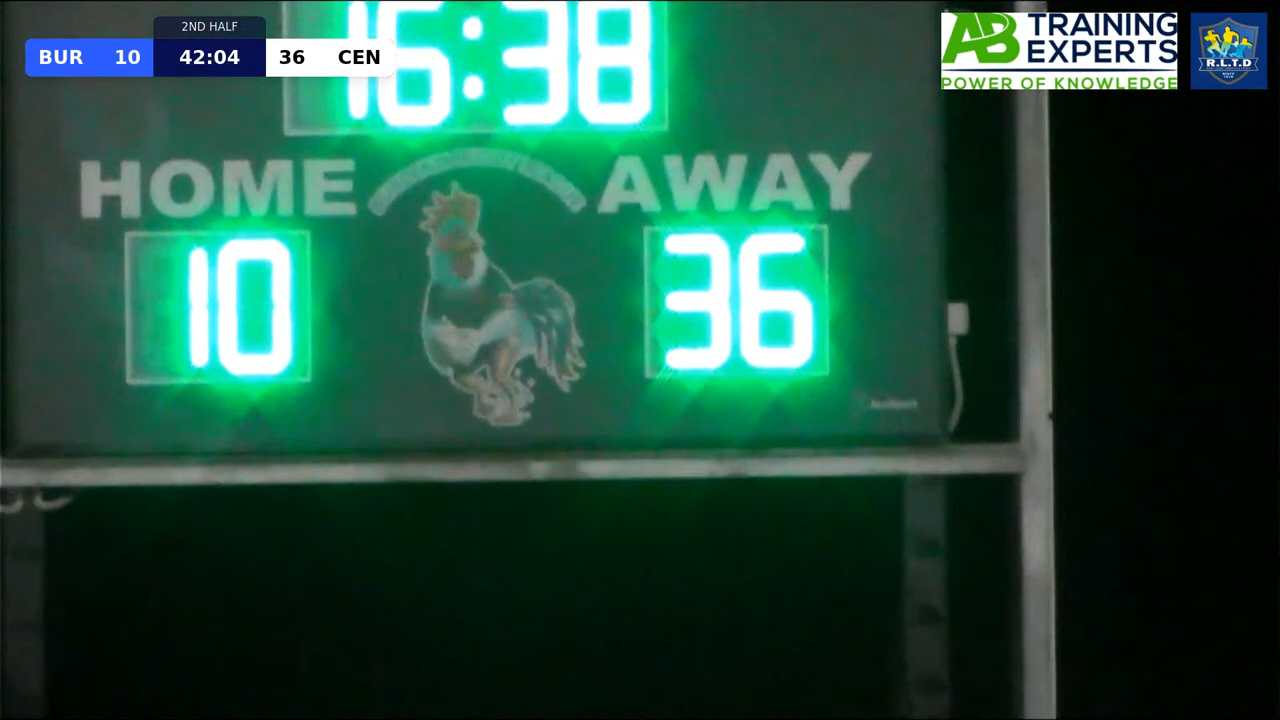 2ND HALF
BUR 10 42:04 36 CEN
16:38
AB TRAINING EXPERTS
POWER OF KNOWLEDGE
R.L.T.D
HOME AWAY
10 36